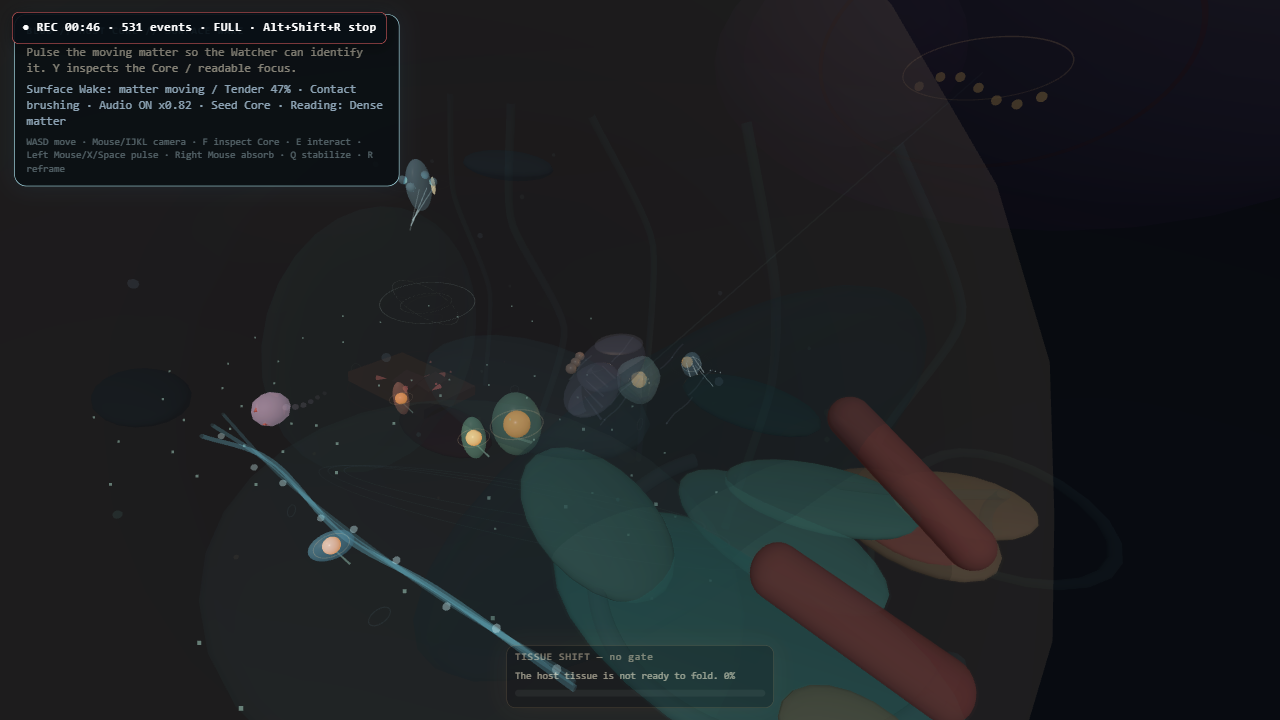 ● REC 00:46 · 531 events · FULL · Alt+Shift+R stop
Pulse the moving matter so the Watcher can identify
it. Y inspects the Core / readable focus.
Surface Wake: matter moving / Tender 47% · Contact
brushing · Audio ON x0.82 · Seed Core · Reading: Dense
matter
WASD move · Mouse/IJKL camera · F inspect Core · E interact ·
Left Mouse/X/Space pulse · Right Mouse absorb · Q stabilize · R
reframe
TISSUE SHIFT — no gate
The host tissue is not ready to fold. 0%